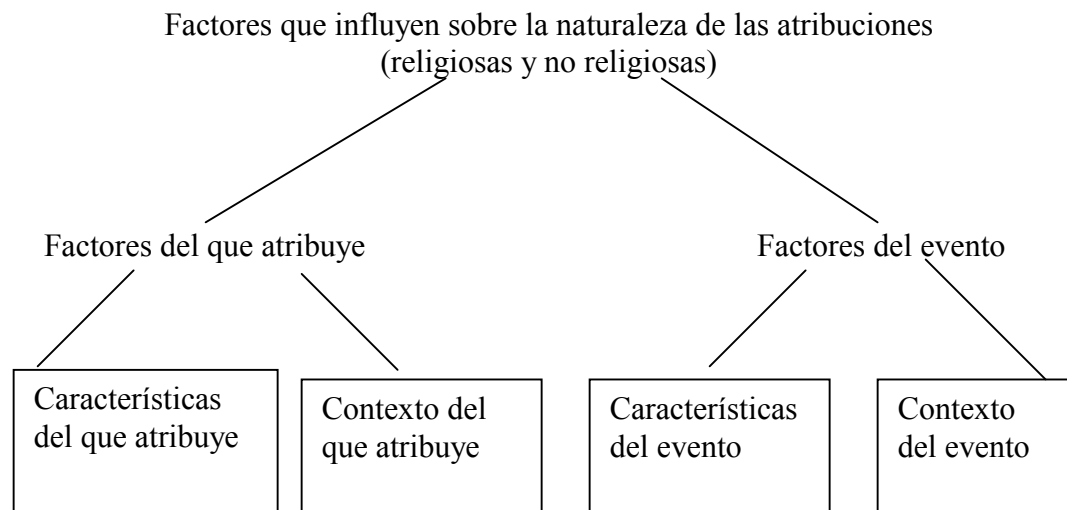 Factores que influyen sobre la naturaleza de las atribuciones
(religiosas y no religiosas)
Factores del que atribuye
Factores del evento
Características
del que atribuye
Contexto del
que atribuye
Características
del evento
Contexto
del evento